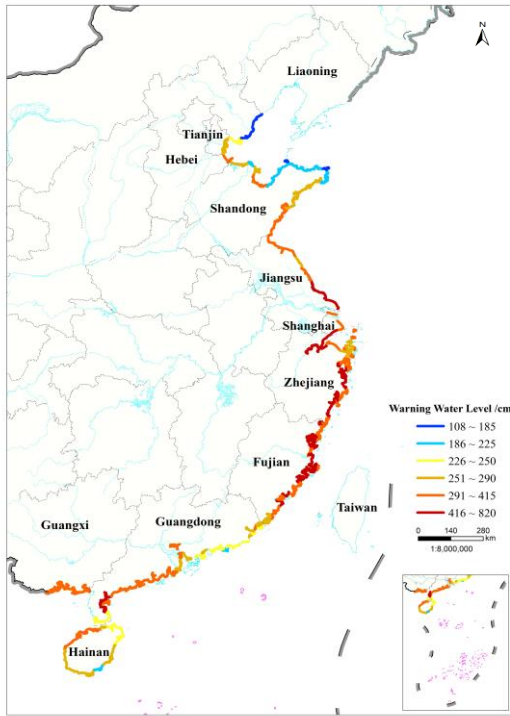 N
Liaoning
Tianjin
Hebei
Shandong
Jiangsu
Shanghai
Zhejiang
Fujian
Taiwan
Guangxi
Guangdong
Hainan
Warning Water Level /cm
108 ~ 185
186 ~ 225
226 ~ 250
251 ~ 290
291 ~ 415
416 ~ 820
0 140 280
km
1:8,000,000